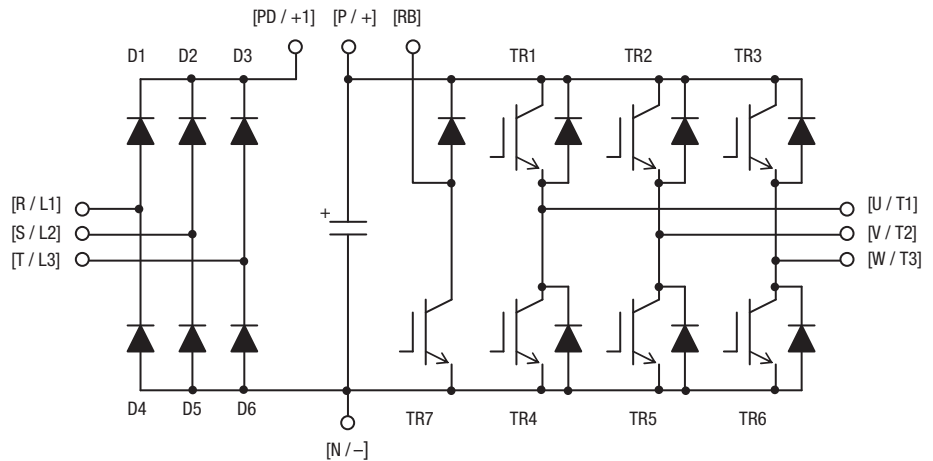 [PD / +1] [P / +] [RB]
D1 D2 D3 TR1 TR2 TR3
[R / L1] [U / T1]
[S / L2] + [V / T2]
[T / L3] [W / T3]
D4 D5 D6 TR7 TR4 TR5 TR6
[N / –]